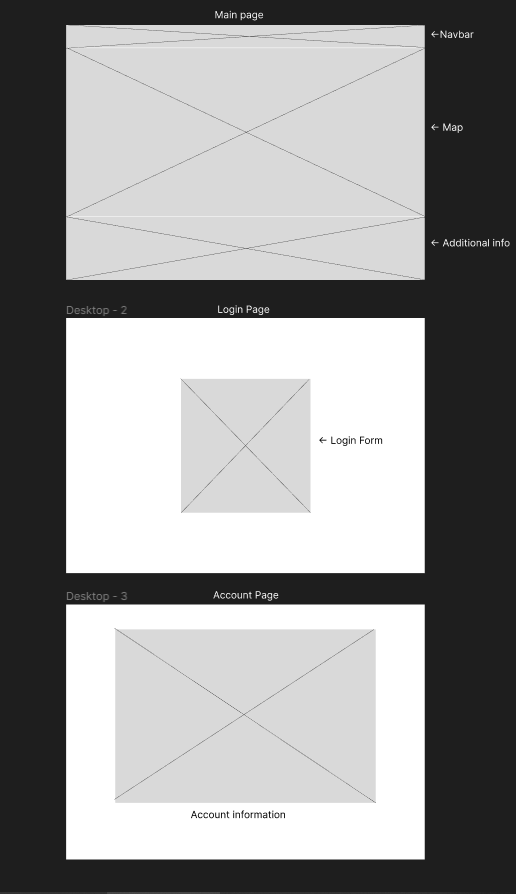 Main page
←Navbar
← Map
← Additional info
Desktop - 2
Login Page
← Login Form
Desktop - 3
Account Page
Account information